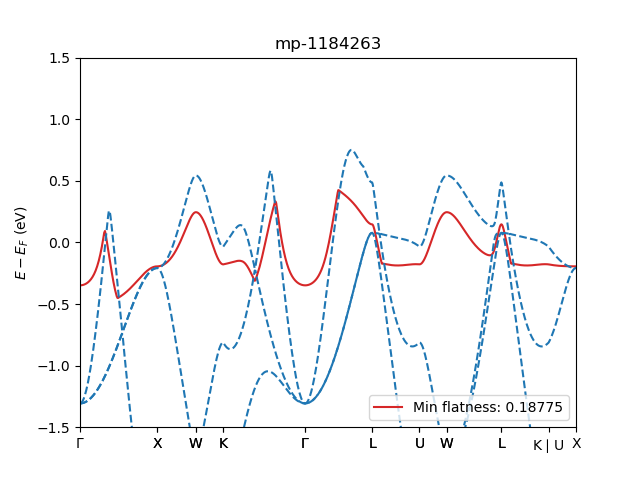 mp-1184263
E − E_F (eV)
1.5
1.0
0.5
0.0
−0.5
−1.0
−1.5
Min flatness: 0.18775
Γ X W K Γ L U W L K | U X